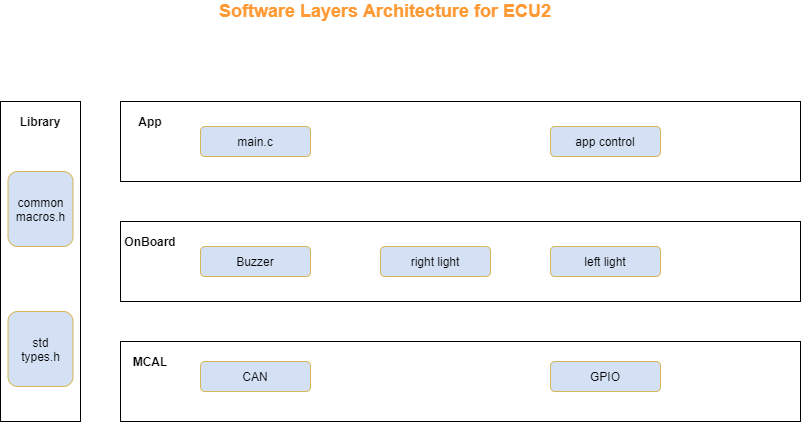 Software Layers Architecture for ECU2
Library
common
macros.h
std
types.h
App
main.c
app control
OnBoard
Buzzer
right light
left light
MCAL
CAN
GPIO